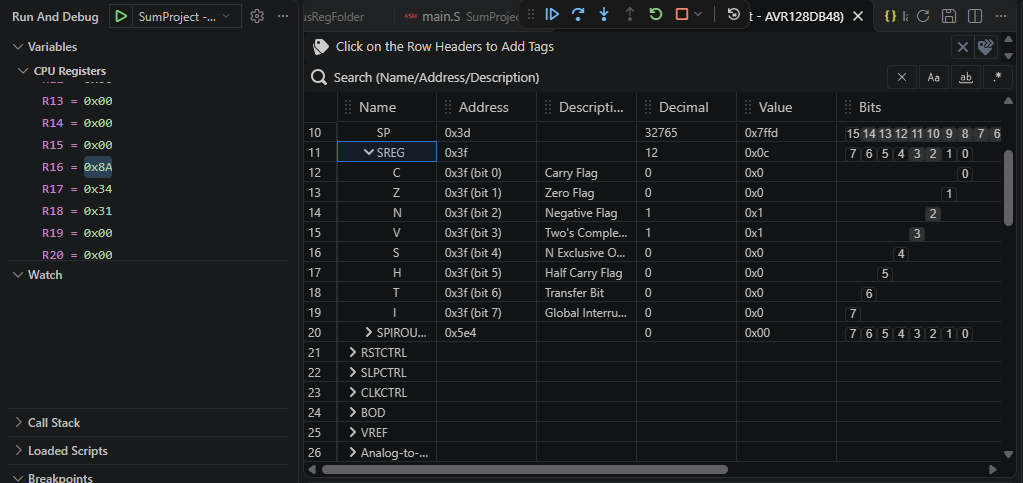 Run And Debug
SumProject - ...
Variables
CPU Registers
R13 = 0x00
R14 = 0x00
R15 = 0x00
R16 = 0x8A
R17 = 0x34
R18 = 0x31
R19 = 0x00
R20 = 0x00
Watch
Call Stack
Loaded Scripts
Breakpoints
usRegFolder
ASM main.S SumProjec
t - AVR128DB48)
{} la
Click on the Row Headers to Add Tags
Search (Name/Address/Description)
Aa ab .*
Name Address Descripti... Decimal Value Bits
10 SP 0x3d 32765 0x7ffd 15 14 13 12 11 10 9 8 7 6
11 SREG 0x3f 12 0x0c 7 6 5 4 3 2 1 0
12 C 0x3f (bit 0) Carry Flag 0 0x0 0
13 Z 0x3f (bit 1) Zero Flag 0 0x0 1
14 N 0x3f (bit 2) Negative Flag 1 0x1 2
15 V 0x3f (bit 3) Two's Comple... 1 0x1 3
16 S 0x3f (bit 4) N Exclusive O... 0 0x0 4
17 H 0x3f (bit 5) Half Carry Flag 0 0x0 5
18 T 0x3f (bit 6) Transfer Bit 0 0x0 6
19 I 0x3f (bit 7) Global Interru... 0 0x0 7
20 SPIROU... 0x5e4 0 0x00 7 6 5 4 3 2 1 0
21 RSTCTRL
22 SLPCTRL
23 CLKCTRL
24 BOD
25 VREF
26 Analog-to-...